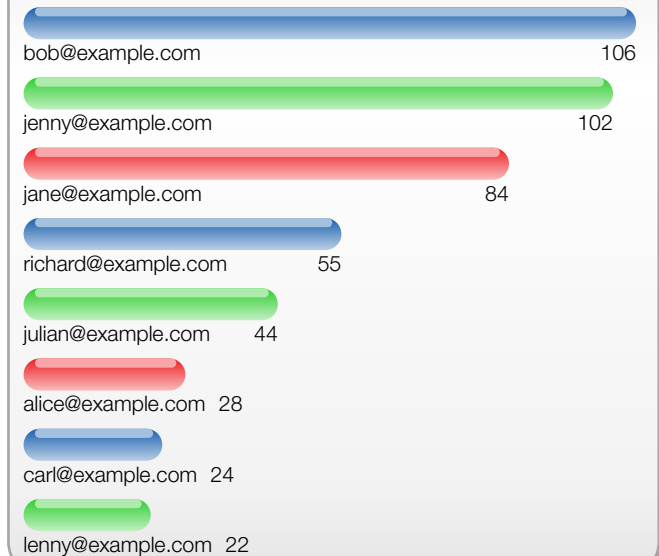 bob@example.com 106
jenny@example.com 102
jane@example.com 84
richard@example.com 55
julian@example.com 44
alice@example.com 28
carl@example.com 24
lenny@example.com 22